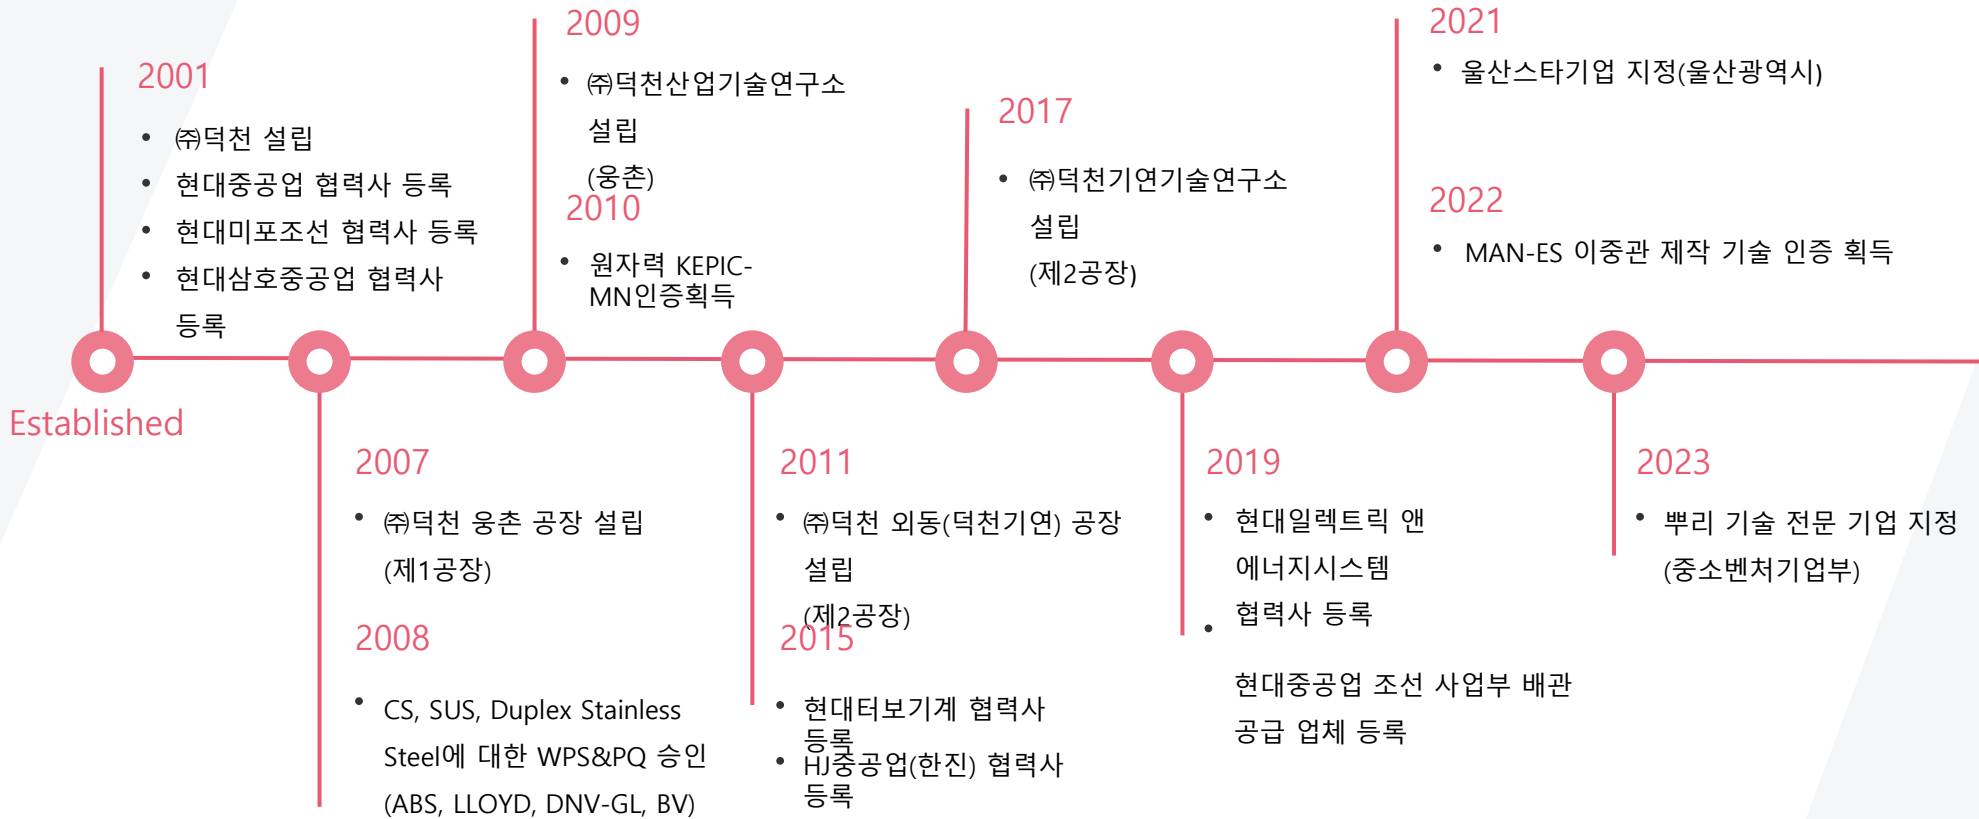 2001
• ㈜덕천 설립
• 현대중공업 협력사 등록
• 현대미포조선 협력사 등록
• 현대삼호중공업 협력사
등록
Established
2007
• ㈜덕천 웅촌 공장 설립
(제1공장)
2008
• CS, SUS, Duplex Stainless
Steel에 대한 WPS&PQ 승인
(ABS, LLOYD, DNV-GL, BV)
2009
• ㈜덕천산업기술연구소
설립
(웅촌)
2010
• 원자력 KEPIC-
MN인증획득
2011
• ㈜덕천 외동(덕천기연) 공장
설립
(제2공장)
2015
• 현대터보기계 협력사
등록
• HJ중공업(한진) 협력사
등록
2017
• ㈜덕천기연기술연구소
설립
(제2공장)
2019
• 현대일렉트릭 앤
에너지시스템
협력사 등록
•
현대중공업 조선 사업부 배관
공급 업체 등록
2021
• 울산스타기업 지정(울산광역시)
2022
• MAN-ES 이중관 제작 기술 인증 획득
2023
• 뿌리 기술 전문 기업 지정
(중소벤처기업부)